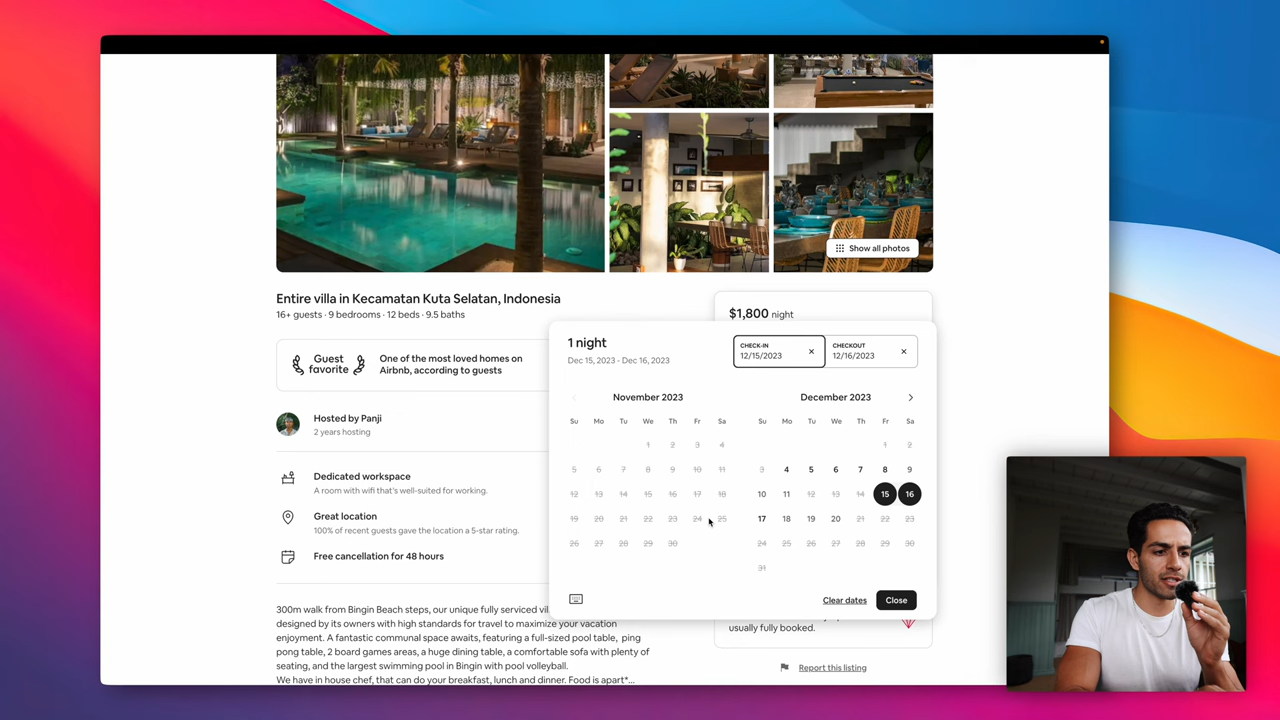 Show all photos
Entire villa in Kecamatan Kuta Selatan, Indonesia
16+ guests · 9 bedrooms · 12 beds · 9.5 baths
$1,800 night
Guest
favorite
One of the most loved homes on
Airbnb, according to guests
Hosted by Panji
2 years hosting
Dedicated workspace
A room with wifi that's well-suited for working.
Great location
100% of recent guests gave the location a 5-star rating.
Free cancellation for 48 hours
1 night
Dec 15, 2023 - Dec 16, 2023
CHECK-IN
12/15/2023
CHECKOUT
12/16/2023
November 2023
Su Mo Tu We Th Fr Sa
1 2 3 4
5 6 7 8 9 10 11
12 13 14 15 16 17 18
19 20 21 22 23 24 25
26 27 28 29 30
December 2023
Su Mo Tu We Th Fr Sa
1 2
3 4 5 6 7 8 9
10 11 12 13 14 15 16
17 18 19 20 21 22 23
24 25 26 27 28 29 30
31
Clear dates
Close
300m walk from Bingin Beach steps, our unique fully serviced vil
designed by its owners with high standards for travel to maximize your vacation
enjoyment. A fantastic communal space awaits, featuring a full-sized pool table, ping
pong table, 2 board games areas, a huge dining table, a comfortable sofa with plenty of
seating, and the largest swimming pool in Bingin with pool volleyball.
We have in house chef, that can do your breakfast, lunch and dinner. Food is apart*...
usually fully booked.
Report this listing